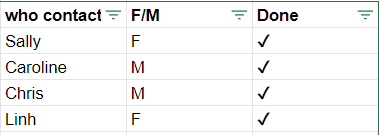 who contact F/M Done
Sally F ✓
Caroline M ✓
Chris M ✓
Linh F ✓